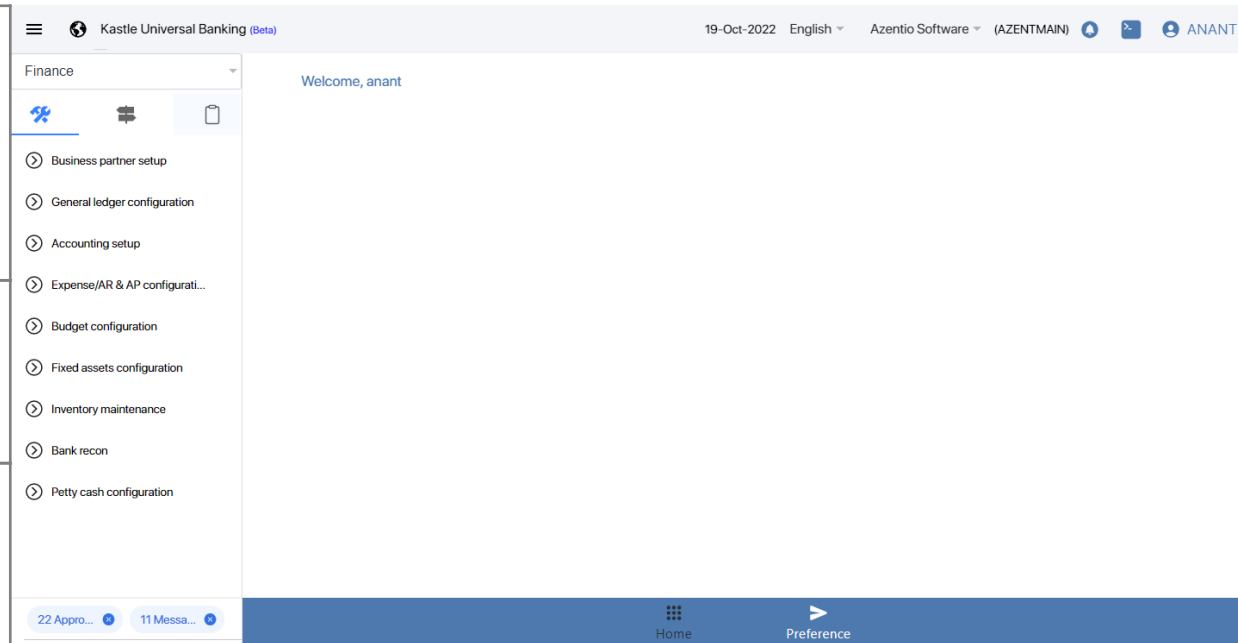 Kastle Universal Banking (Beta) 19-Oct-2022 English Azentio Software (AZENTMAIN) ANANT
Finance
Welcome, anant
Business partner setup
General ledger configuration
Accounting setup
Expense/AR & AP configurati...
Budget configuration
Fixed assets configuration
Inventory maintenance
Bank recon
Petty cash configuration
22 Appro... 11 Messa...
Home Preference